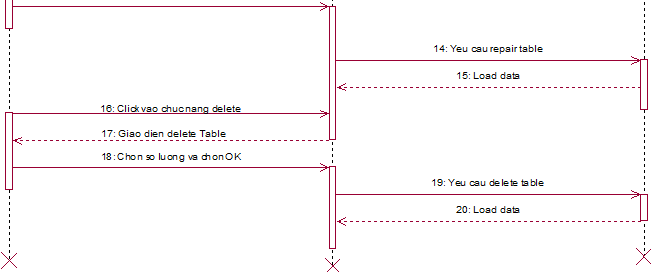 14: Yeu cau repair table
15: Load data
16: Click vao chuc nang delete
17: Giao dien delete Table
18: Chon so luong va chon OK
19: Yeu cau delete table
20: Load data